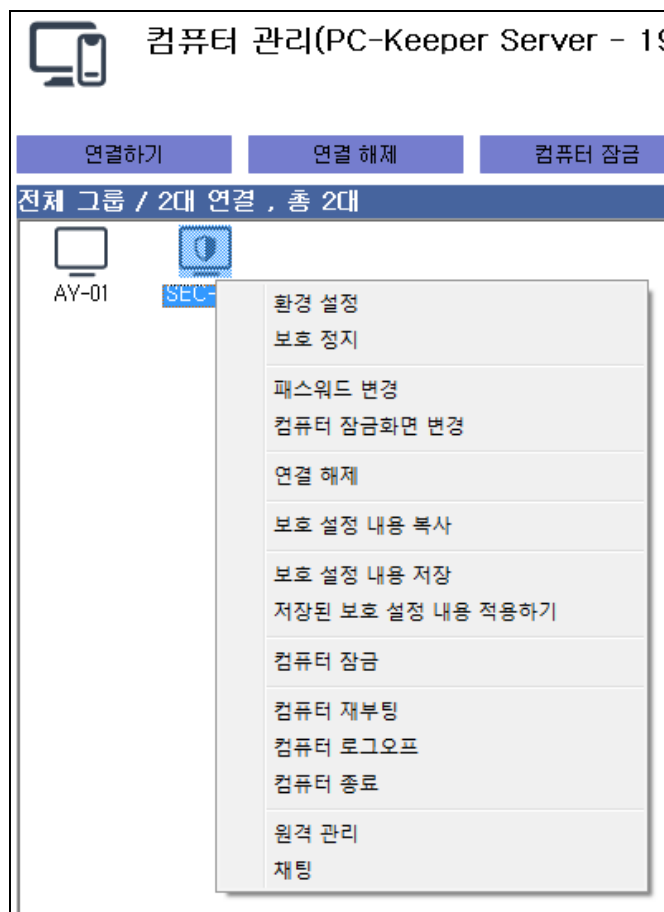 컴퓨터 관리(PC-Keeper Server - 19
연결하기 연결 해제 컴퓨터 잠금
전체 그룹 / 2대 연결 , 총 2대
AY-01 SEC-
환경 설정
보호 정지
패스워드 변경
컴퓨터 잠금화면 변경
연결 해제
보호 설정 내용 복사
보호 설정 내용 저장
저장된 보호 설정 내용 적용하기
컴퓨터 잠금
컴퓨터 재부팅
컴퓨터 로그오프
컴퓨터 종료
원격 관리
채팅